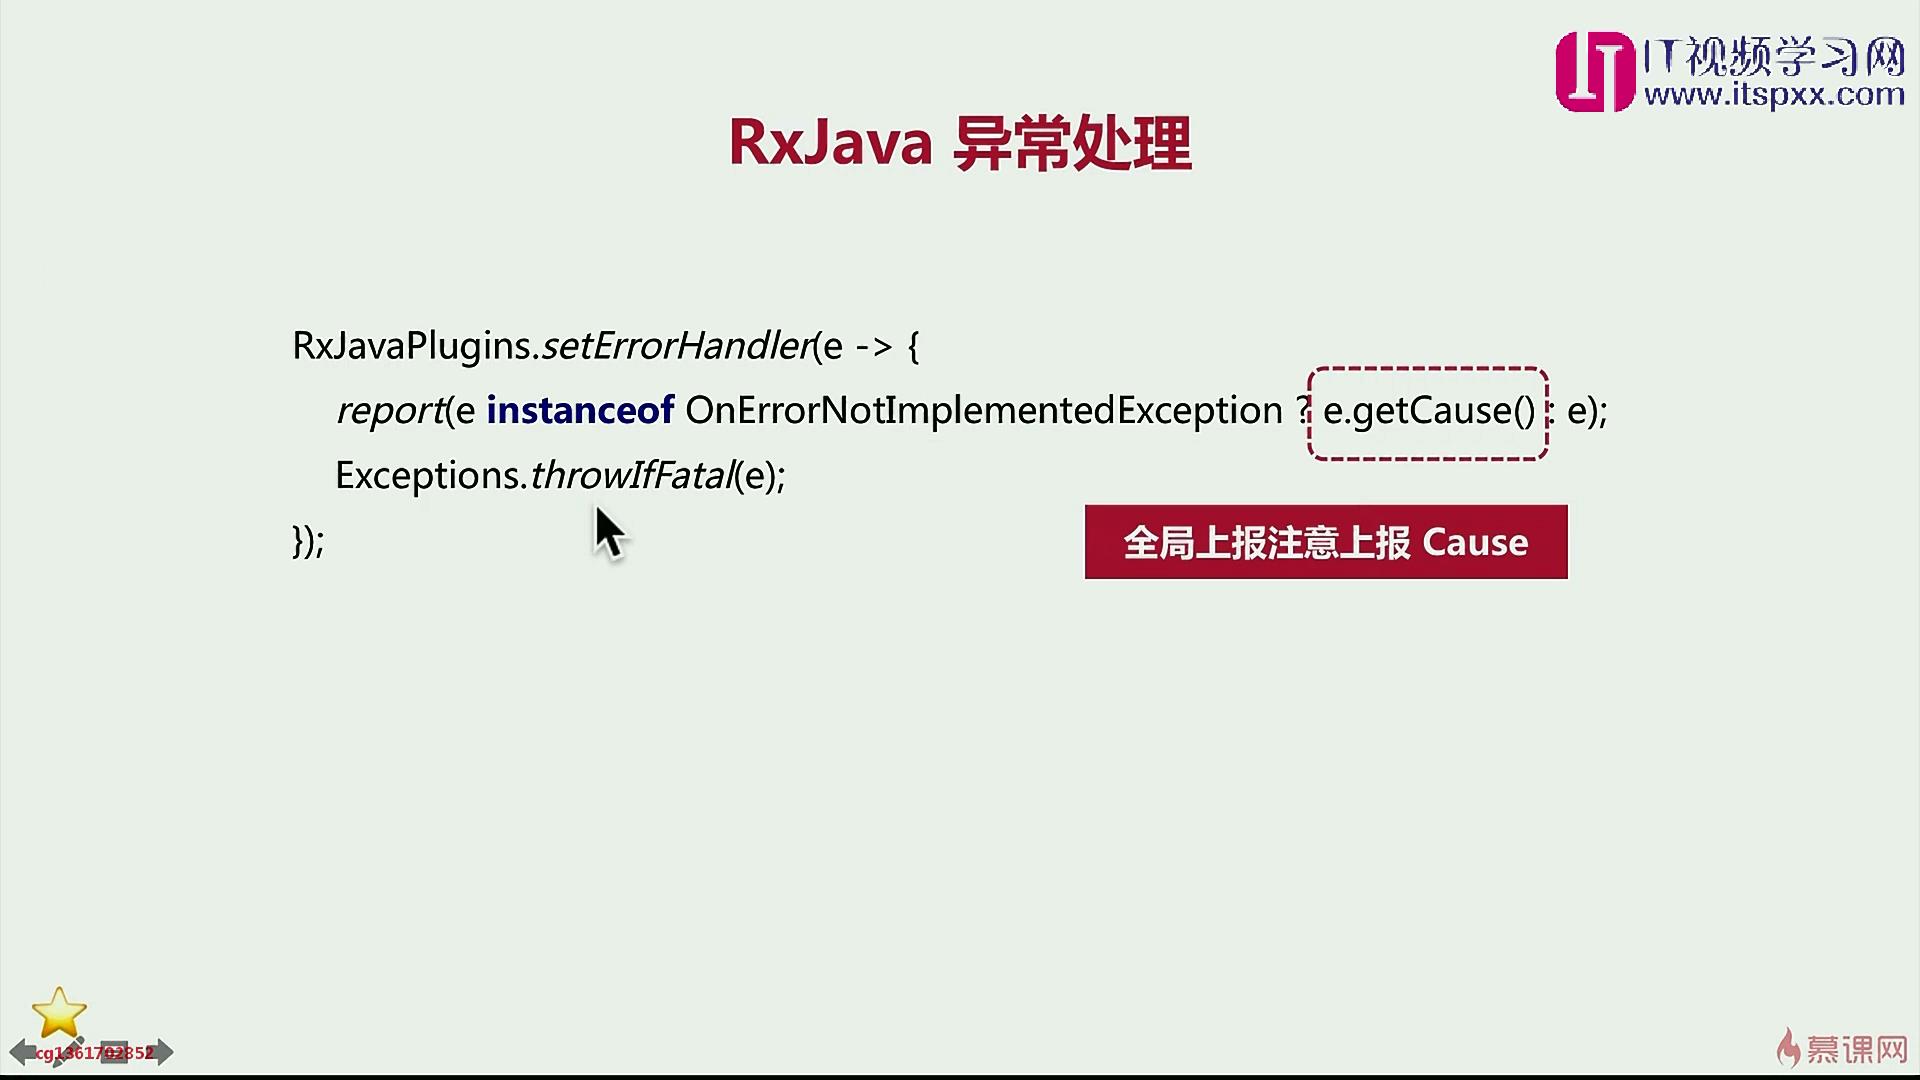 IT视频学习网
www.itspxx.com
RxJava 异常处理
RxJavaPlugins.setErrorHandler(e -> {
report(e instanceof OnErrorNotImplementedException ? e.getCause() : e);
Exceptions.throwIfFatal(e);
});
全局上报注意上报 Cause
cg1361702852
慕课网